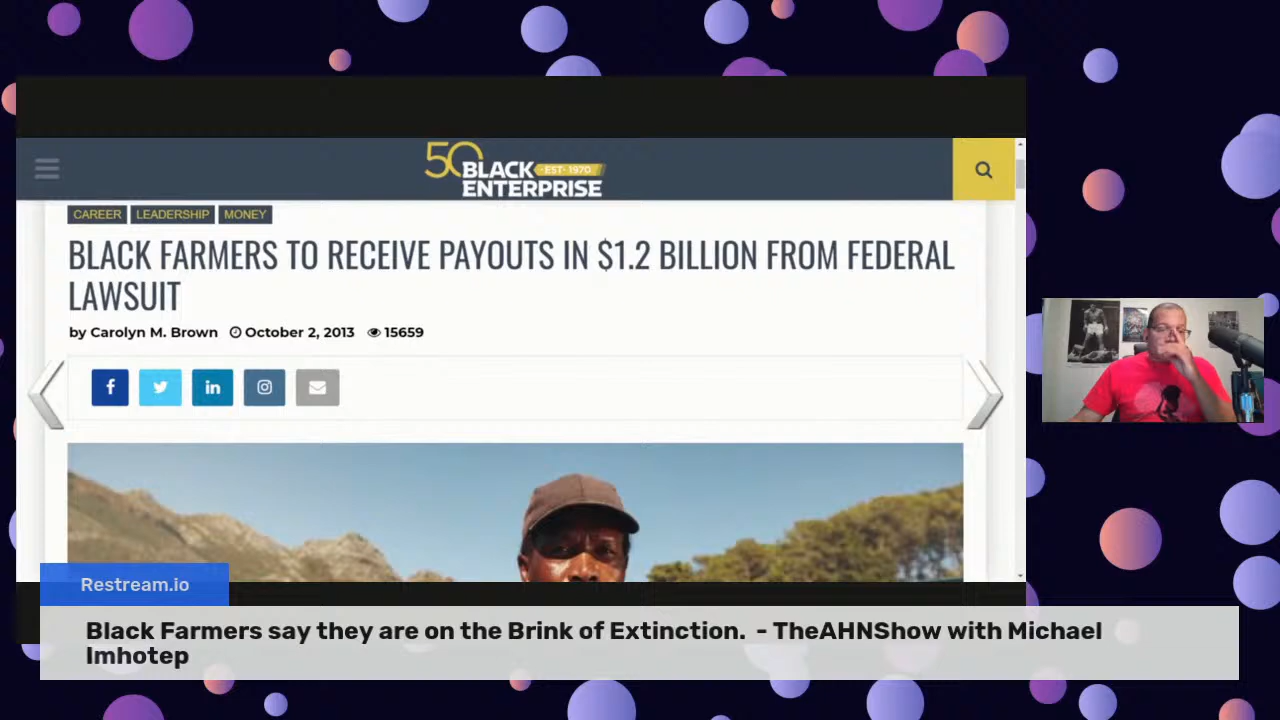 50 BLACK EST 1970
ENTERPRISE
CAREER LEADERSHIP MONEY
BLACK FARMERS TO RECEIVE PAYOUTS IN $1.2 BILLION FROM FEDERAL
LAWSUIT
by Carolyn M. Brown October 2, 2013 15659
Restream.io
Black Farmers say they are on the Brink of Extinction. - TheAHNShow with Michael
Imhotep